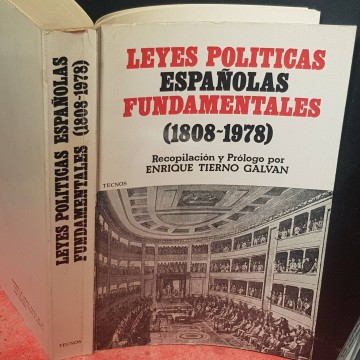 LEYES POLITICAS ESPAÑOLAS
FUNDAMENTALES (1808-1978)
TECNOS
LEYES POLITICAS
ESPAÑOLAS
FUNDAMENTALES
(1808-1978)
Recopilación y Prólogo por
ENRIQUE TIERNO GALVAN
TECNOS